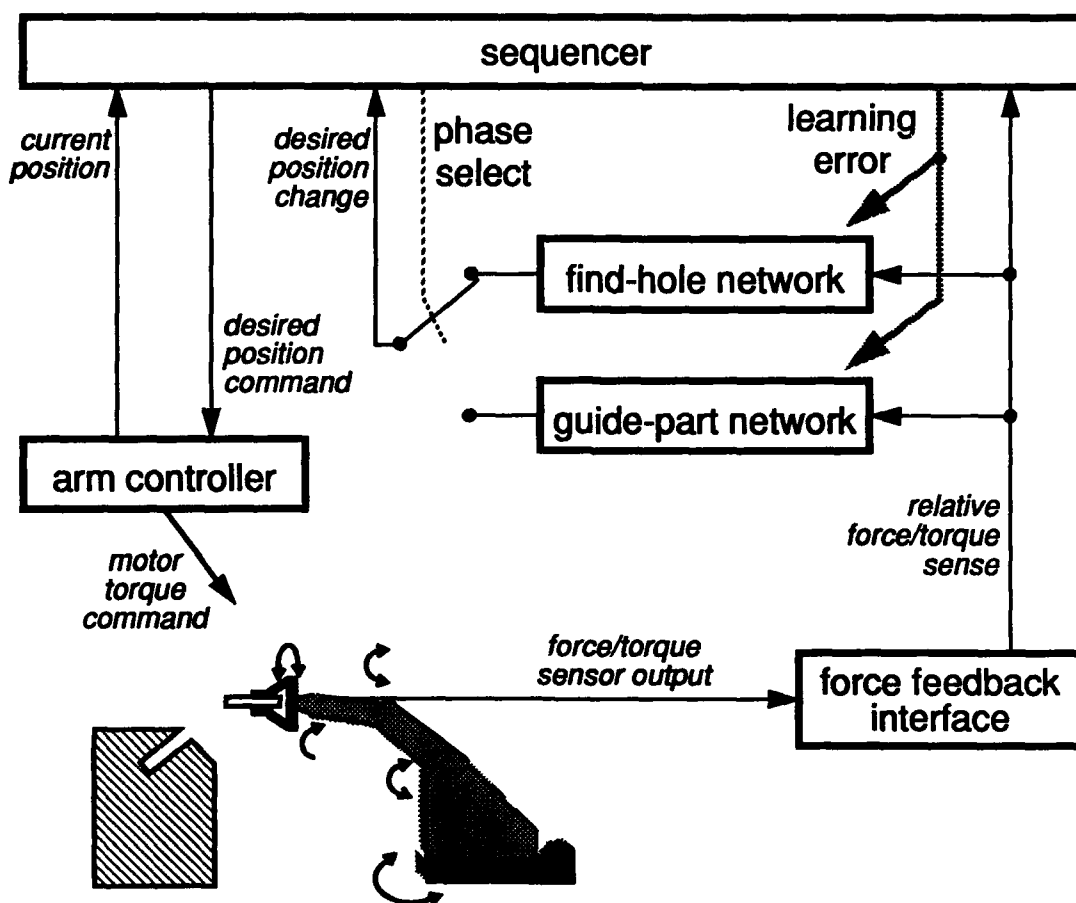 sequencer
current
position
desired
position
change
phase
select
learning
error
find-hole network
desired
position
command
guide-part network
arm controller
relative
force/torque
sense
motor
torque
command
force/torque
sensor output
force feedback
interface